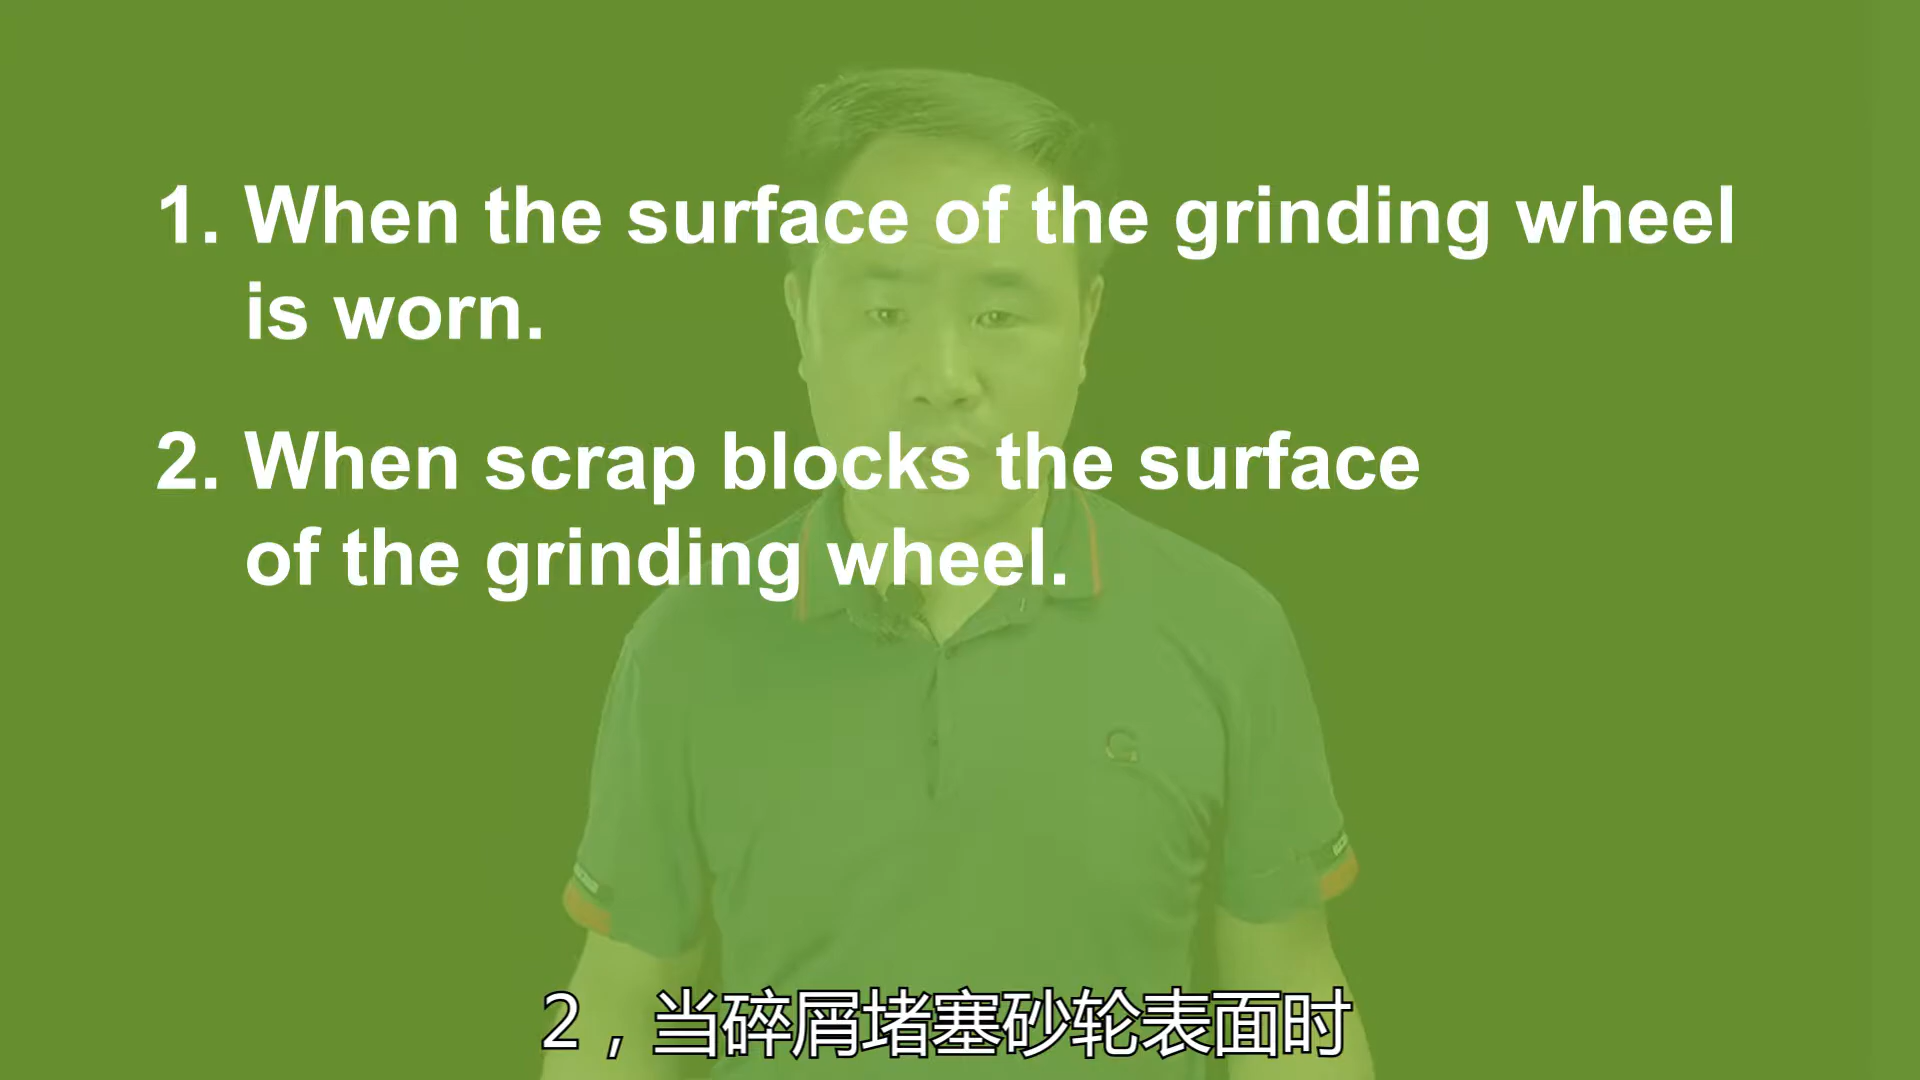 1. When the surface of the grinding wheel
is worn.
2. When scrap blocks the surface
of the grinding wheel.
2，当碎屑堵塞砂轮表面时